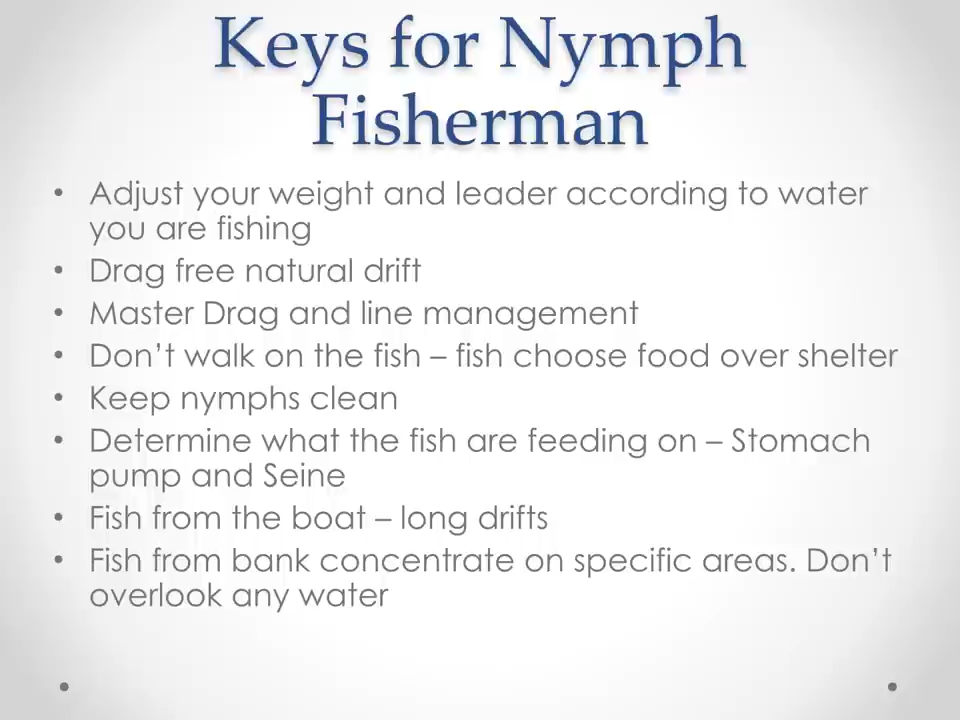 Keys for Nymph
Fisherman
• Adjust your weight and leader according to water
you are fishing
• Drag free natural drift
• Master Drag and line management
• Don’t walk on the fish – fish choose food over shelter
• Keep nymphs clean
• Determine what the fish are feeding on – Stomach
pump and Seine
• Fish from the boat – long drifts
• Fish from bank concentrate on specific areas. Don’t
overlook any water